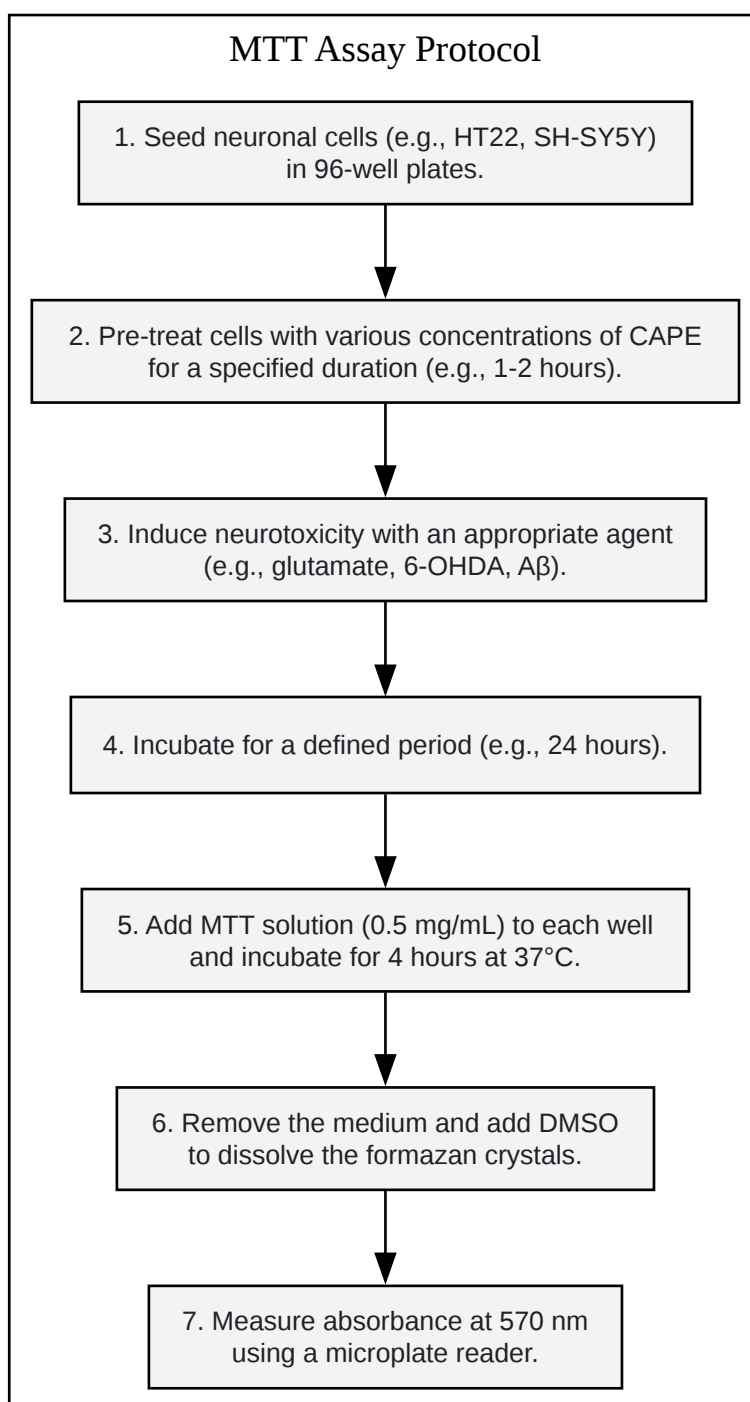 MTT Assay Protocol
1. Seed neuronal cells (e.g., HT22, SH-SY5Y)
in 96-well plates.
2. Pre-treat cells with various concentrations of CAPE
for a specified duration (e.g., 1-2 hours).
3. Induce neurotoxicity with an appropriate agent
(e.g., glutamate, 6-OHDA, Aβ).
4. Incubate for a defined period (e.g., 24 hours).
5. Add MTT solution (0.5 mg/mL) to each well
and incubate for 4 hours at 37°C.
6. Remove the medium and add DMSO
to dissolve the formazan crystals.
7. Measure absorbance at 570 nm
using a microplate reader.